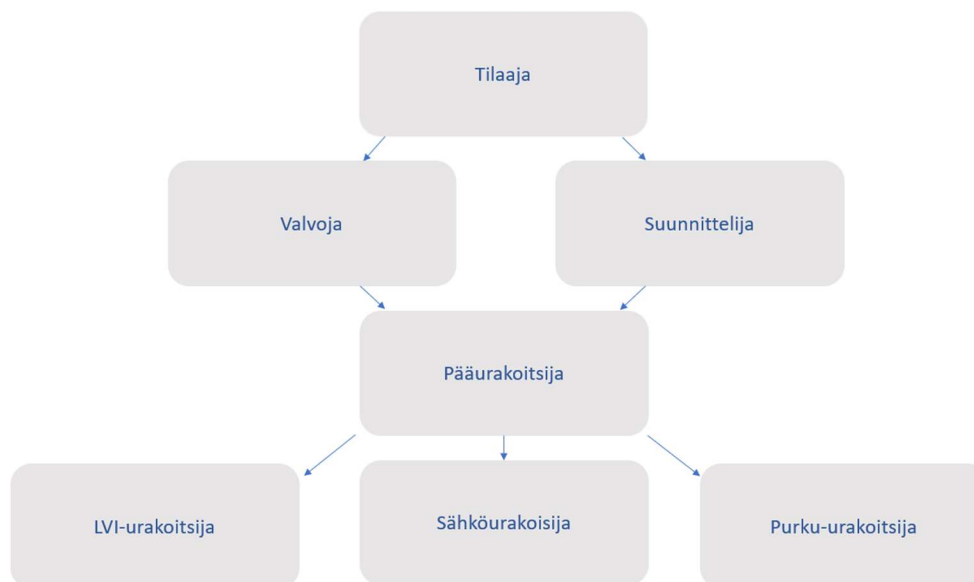 Tilaaja
Valvoja
Suunnittelija
Pääurakoitsija
LVI-urakoitsija
Sähköurakoisija
Purku-urakoitsija